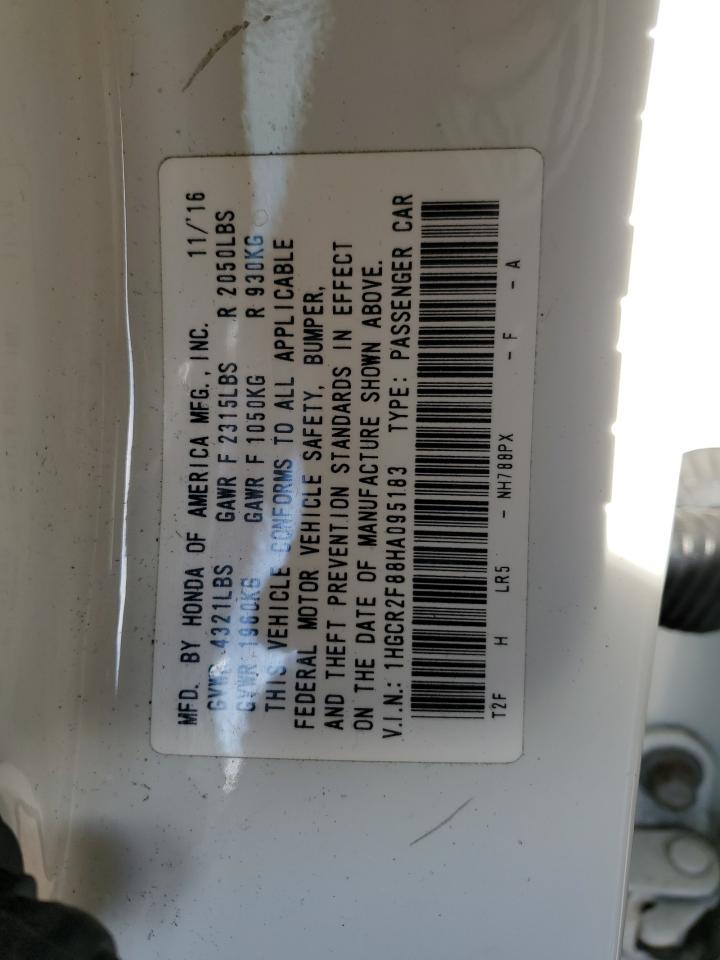 MFD. BY HONDA OF AMERICA MFG., INC. 11/'16
GVWR 4321LBS GAWR F 2315LBS R 2050LBS
GVWR 1960KG GAWR F 1050KG R 930KG
THIS VEHICLE CONFORMS TO ALL APPLICABLE
FEDERAL MOTOR VEHICLE SAFETY, BUMPER,
AND THEFT PREVENTION STANDARDS IN EFFECT
ON THE DATE OF MANUFACTURE SHOWN ABOVE.
V.I.N.: 1HGCR2F88HA095183 TYPE: PASSENGER CAR
T2F H LR5 - NH788PX - F - A